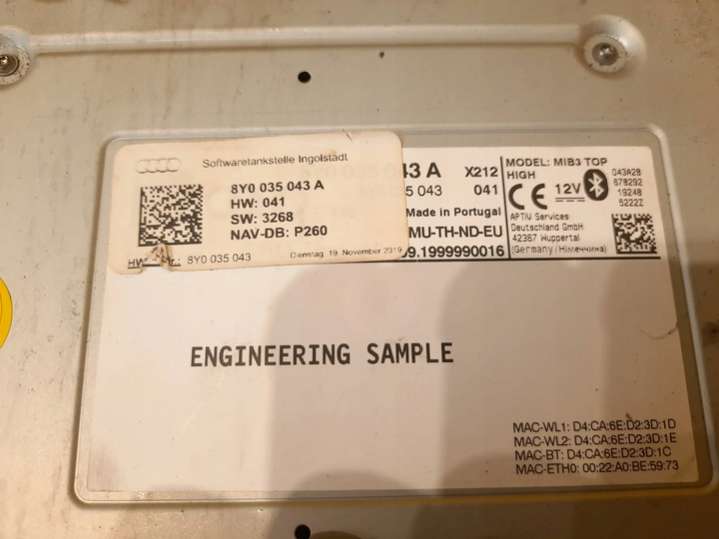 Softwaretankstelle Ingolstadt
8Y0 035 043 A
HW: 041
SW: 3268
NAV-DB: P260
8Y0 035 043
Dienstag, 19. November 2019
43 A X212
5 043 041
Made in Portugal
MU-TH-ND-EU
09.1999990016
MODEL: MIB3 TOP
HIGH
CE 12V
APTIV Services
Deutschland GmbH
42367 Wuppertal
(Germany / Німеччина)
043A28
678292
19248
52222
ENGINEERING SAMPLE
MAC-WL1: D4:CA:6E:D2:3D:1D
MAC-WL2: D4:CA:6E:D2:3D:1E
MAC-BT: D4:CA:6E:D2:3D:1C
MAC-ETH0: 00:22:A0:BE:59:73